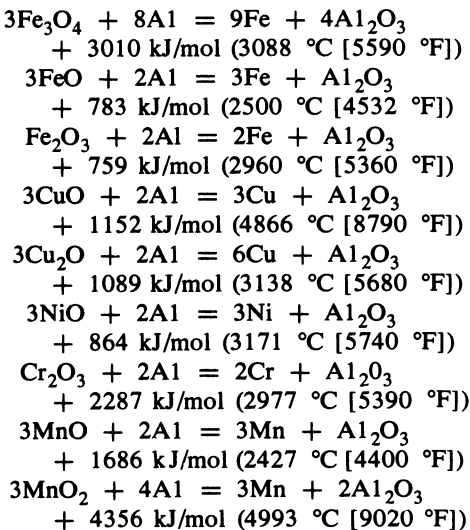 3Fe₃O₄ + 8Al = 9Fe + 4Al₂O₃
+ 3010 kJ/mol (3088 °C [5590 °F])
3FeO + 2Al = 3Fe + Al₂O₃
+ 783 kJ/mol (2500 °C [4532 °F])
Fe₂O₃ + 2Al = 2Fe + Al₂O₃
+ 759 kJ/mol (2960 °C [5360 °F])
3CuO + 2Al = 3Cu + Al₂O₃
+ 1152 kJ/mol (4866 °C [8790 °F])
3Cu₂O + 2Al = 6Cu + Al₂O₃
+ 1089 kJ/mol (3138 °C [5680 °F])
3NiO + 2Al = 3Ni + Al₂O₃
+ 864 kJ/mol (3171 °C [5740 °F])
Cr₂O₃ + 2Al = 2Cr + Al₂0₃
+ 2287 kJ/mol (2977 °C [5390 °F])
3MnO + 2Al = 3Mn + Al₂O₃
+ 1686 kJ/mol (2427 °C [4400 °F])
3MnO₂ + 4Al = 3Mn + 2Al₂O₃
+ 4356 kJ/mol (4993 °C [9020 °F])